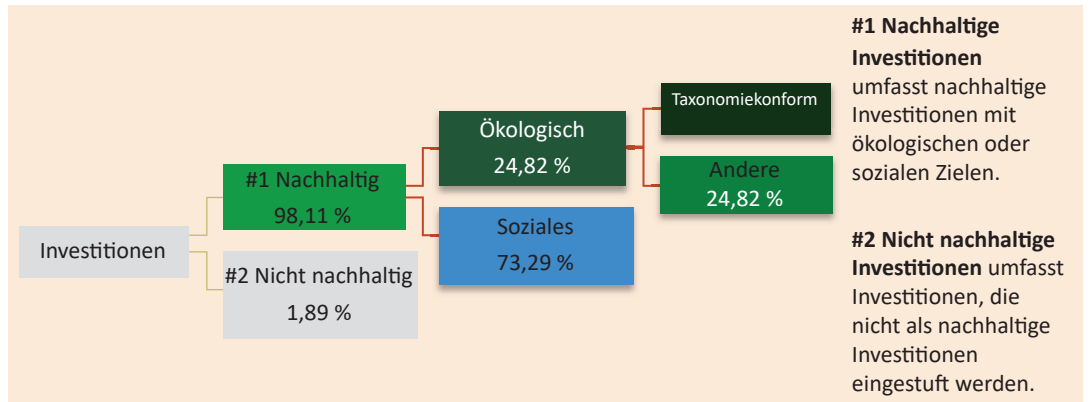 Investitionen
#1 Nachhaltig
98,11 %
#2 Nicht nachhaltig
1,89 %
Ökologisch
24,82 %
Soziales
73,29 %
Taxonomiekonform
Andere
24,82 %
#1 Nachhaltige
Investitionen
umfasst nachhaltige
Investitionen mit
ökologischen oder
sozialen Zielen.
#2 Nicht nachhaltige
Investitionen umfasst
Investitionen, die
nicht als nachhaltige
Investitionen
eingestuft werden.